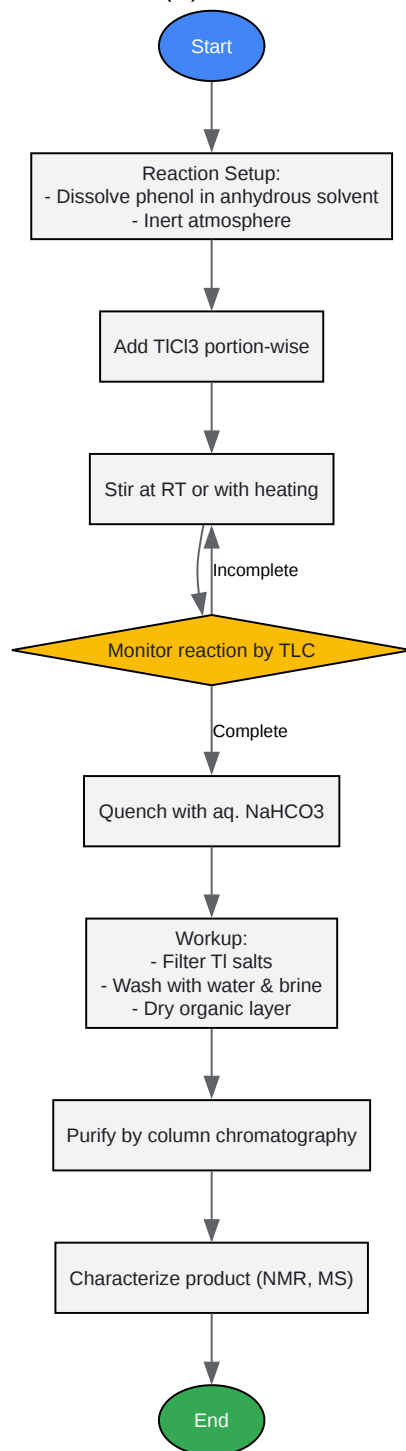 Start
Reaction Setup:
- Dissolve phenol in anhydrous solvent
- Inert atmosphere
Add TlCl3 portion-wise
Stir at RT or with heating
Incomplete
Monitor reaction by TLC
Complete
Quench with aq. NaHCO3
Workup:
- Filter Tl salts
- Wash with water & brine
- Dry organic layer
Purify by column chromatography
Characterize product (NMR, MS)
End